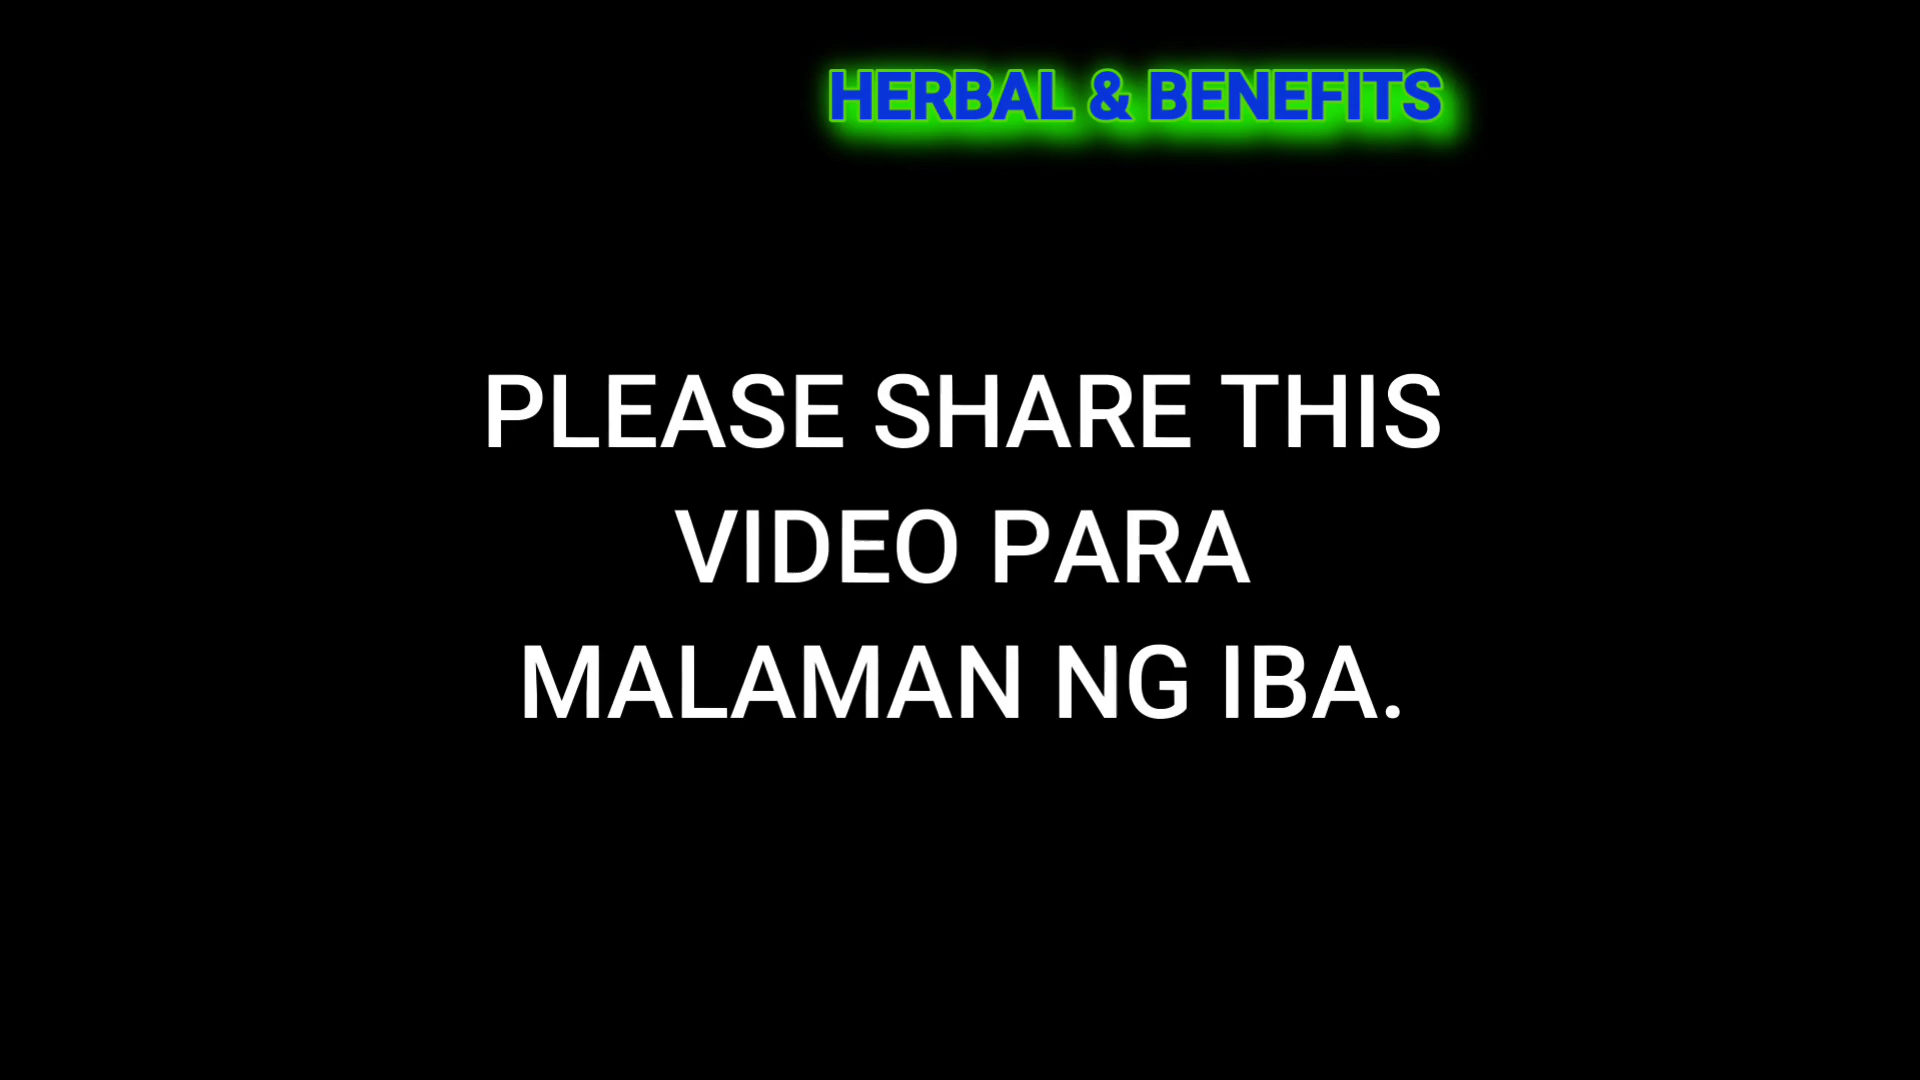 HERBAL & BENEFITS
PLEASE SHARE THIS
VIDEO PARA
MALAMAN NG IBA.